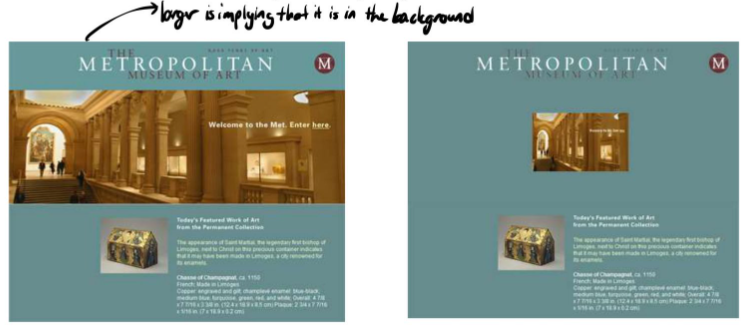 larger is implying that it is in the background
THE
5000 YEARS OF ART
METROPOLITAN
MUSEUM OF ART
M
Welcome to the Met. Enter here.
Today's Featured Work of Art
from the Permanent Collection
The appearance of Saint Martial, the legendary first bishop of
Limoges, next to Christ on this precious container indicates
that it may have been made in Limoges, a city renowned for
its enamels.
Chasse of Champagnat, ca. 1150
French; Made in Limoges
Copper: engraved and gilt; champlevé enamel: blue-black,
medium blue, turquoise, green, red, and white; Overall: 4 7/8
x 7 7/16 x 3 3/8 in. (12.4 x 18.9 x 8.5 cm) Plaque: 2 3/4 x 7 7/16
x 1/16 in. (7 x 18.9 x 0.2 cm)
THE
METROPOLITAN
MUSEUM OF ART
M
Today's Featured Work of Art
from the Permanent Collection
The appearance of Saint Martial, the legendary first bishop of
Limoges, next to Christ on this precious container indicates
that it may have been made in Limoges, a city renowned for
its enamels.
Chasse of Champagnat, ca. 1150
French; Made in Limoges
Copper: engraved and gilt; champlevé enamel: blue-black,
medium blue, turquoise, green, red, and white; Overall: 4 7/8
x 7 7/16 x 3 3/8 in. (12.4 x 18.9 x 8.5 cm) Plaque: 2 3/4 x 7 7/16
x 1/16 in. (7 x 18.9 x 0.2 cm)